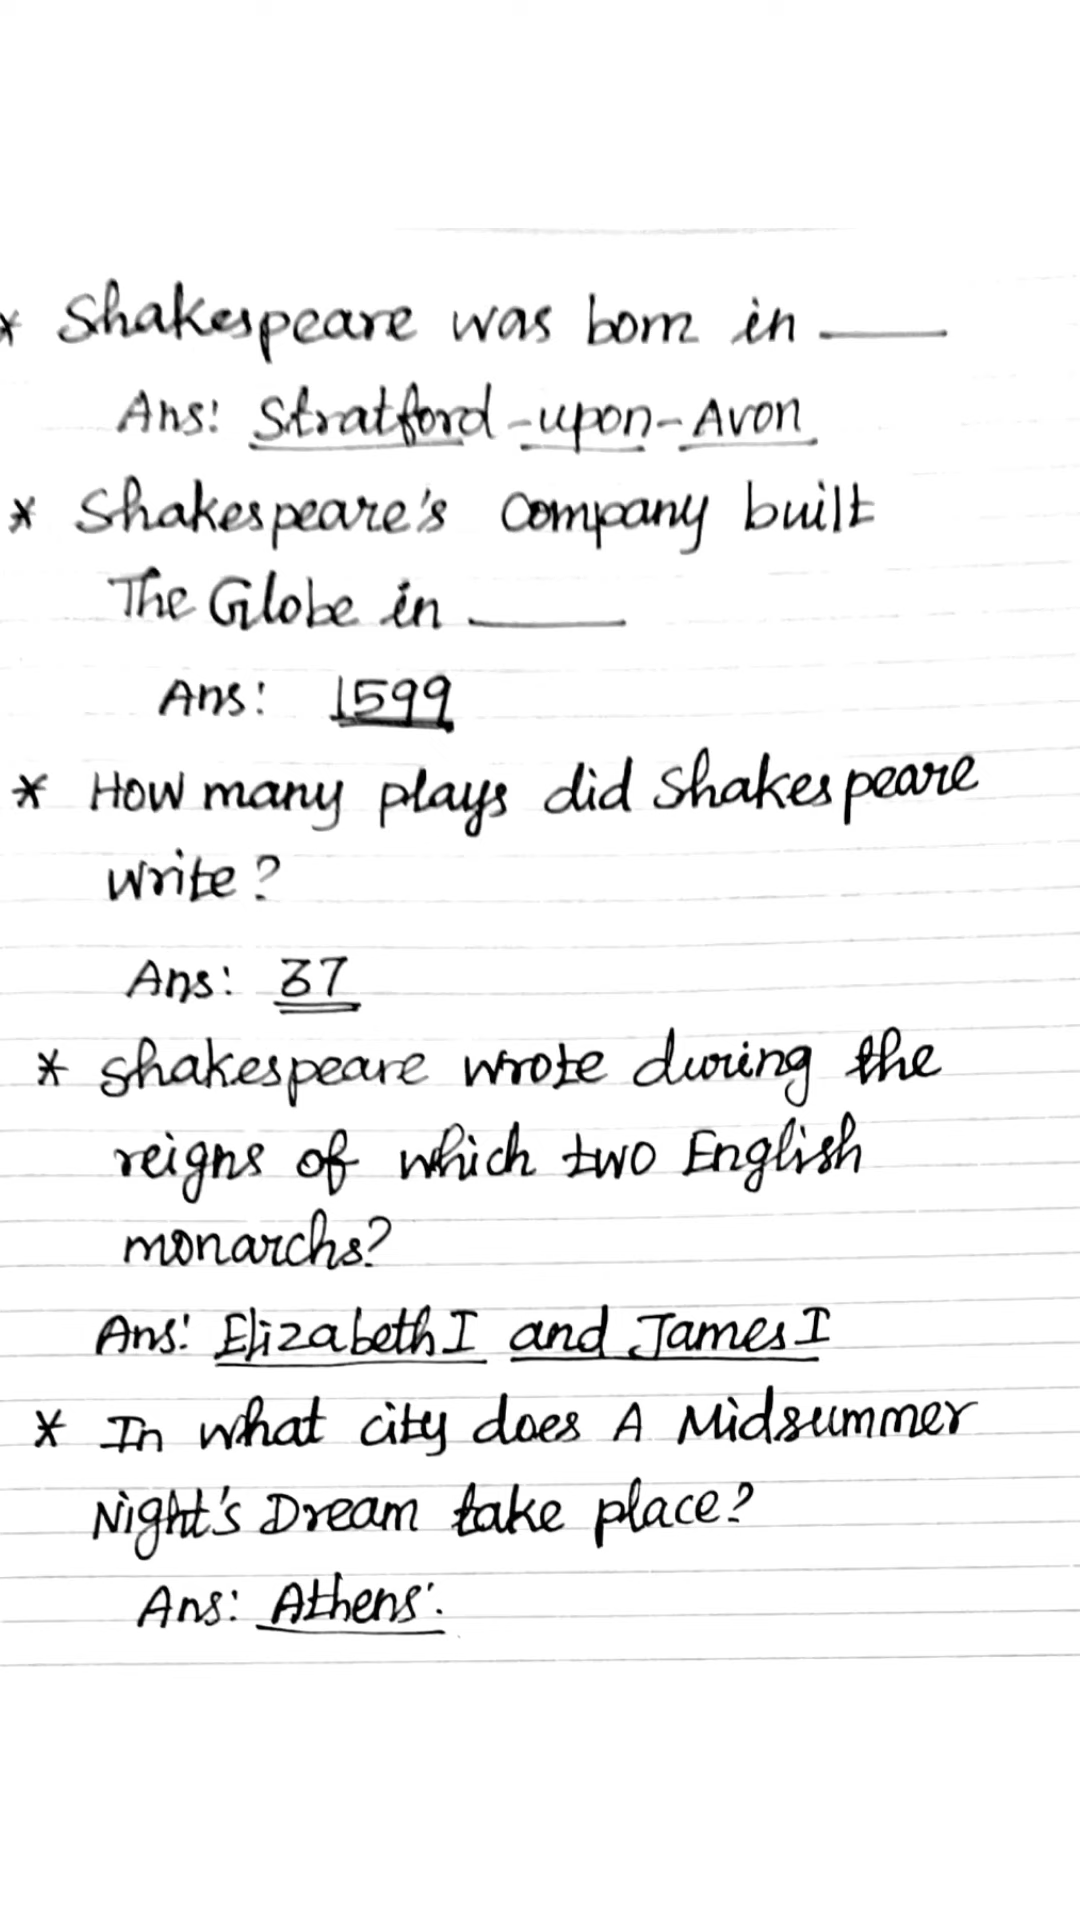 * Shakespeare was born in ____
Ans: Stratford-upon-Avon
* Shakespeare's company built
The Globe in ____
Ans: 1599
* How many plays did Shakespeare
write?
Ans: 37
* Shakespeare wrote during the
reigns of which two English
monarchs?
Ans: Elizabeth I and James I
* In what city does A Midsummer
Night's Dream take place?
Ans: Athens.